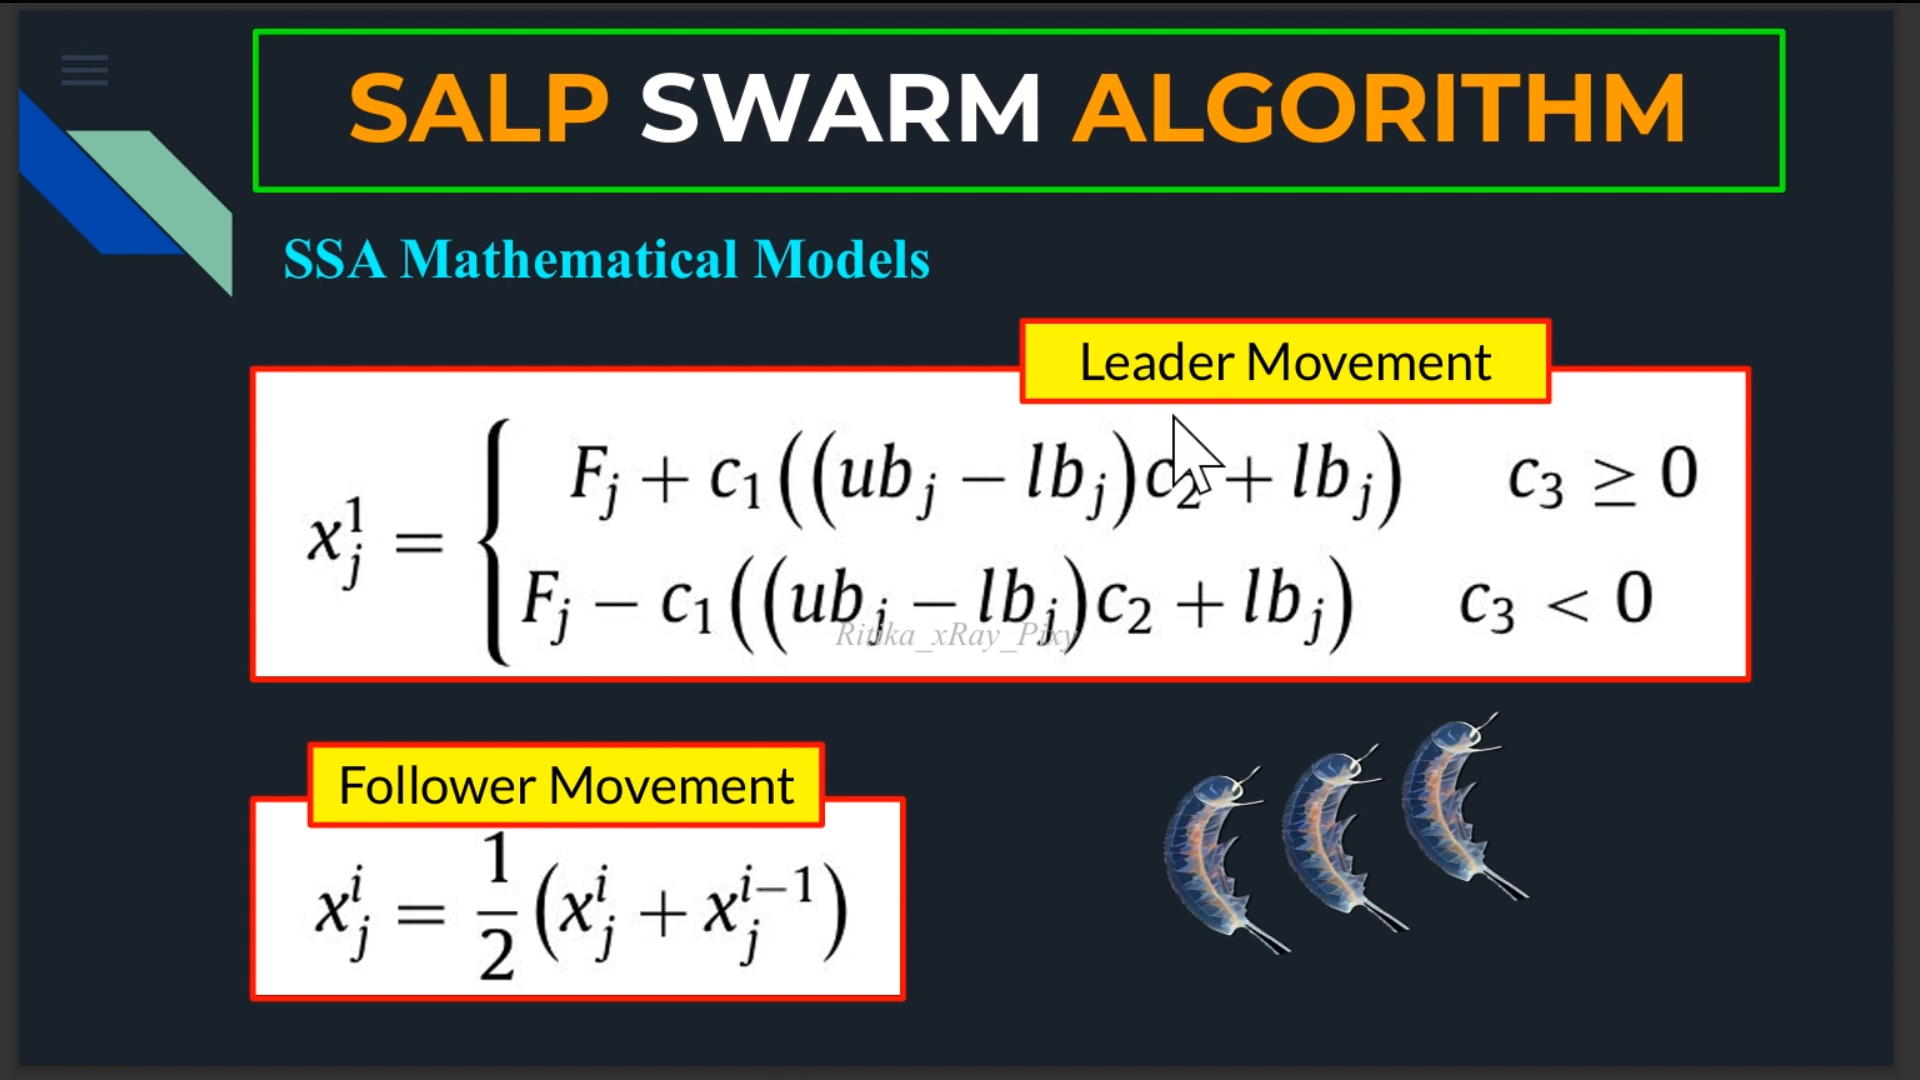 SALP SWARM ALGORITHM
SSA Mathematical Models
Leader Movement
x_j^1 = { F_j + c_1((ub_j − lb_j)c_2 + lb_j) c_3 ≥ 0
F_j − c_1((ub_j − lb_j)c_2 + lb_j) c_3 < 0
Ritika_xRay_Pixy
Follower Movement
x_j^i = 1/2 (x_j^i + x_j^{i−1})